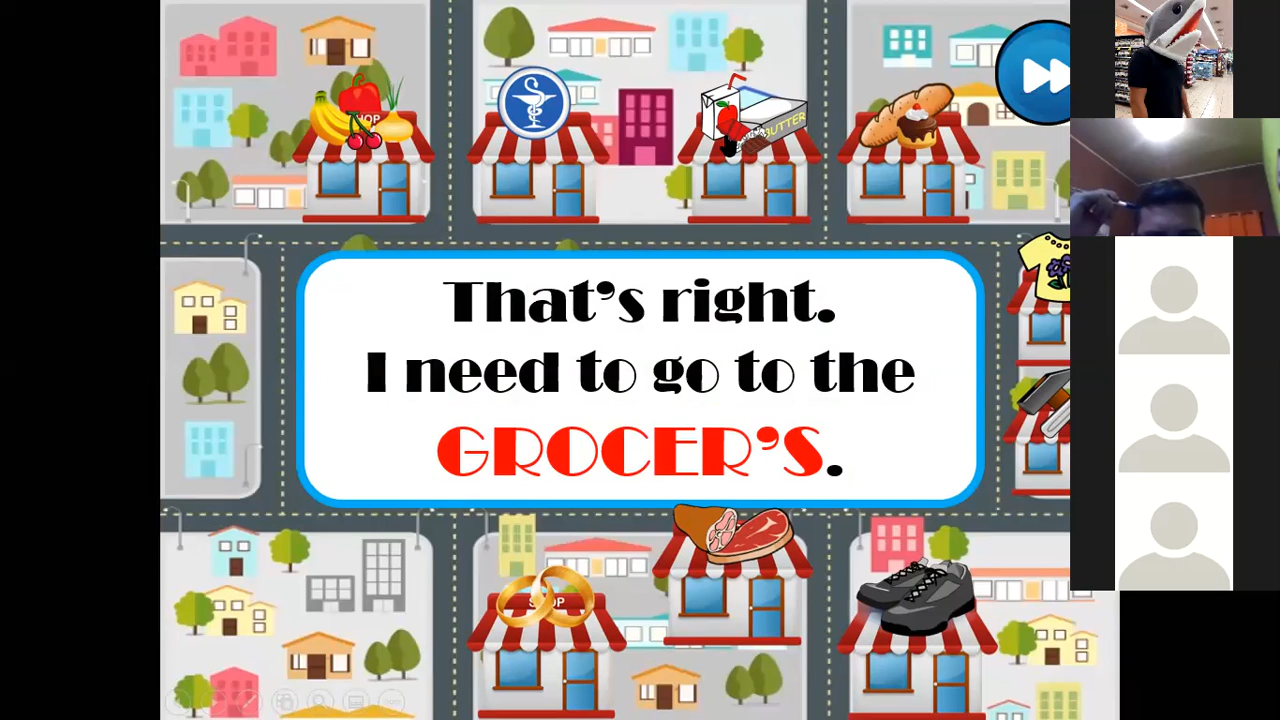 SHOP
BUTTER
That's right.
I need to go to the
GROCER'S.
SHOP